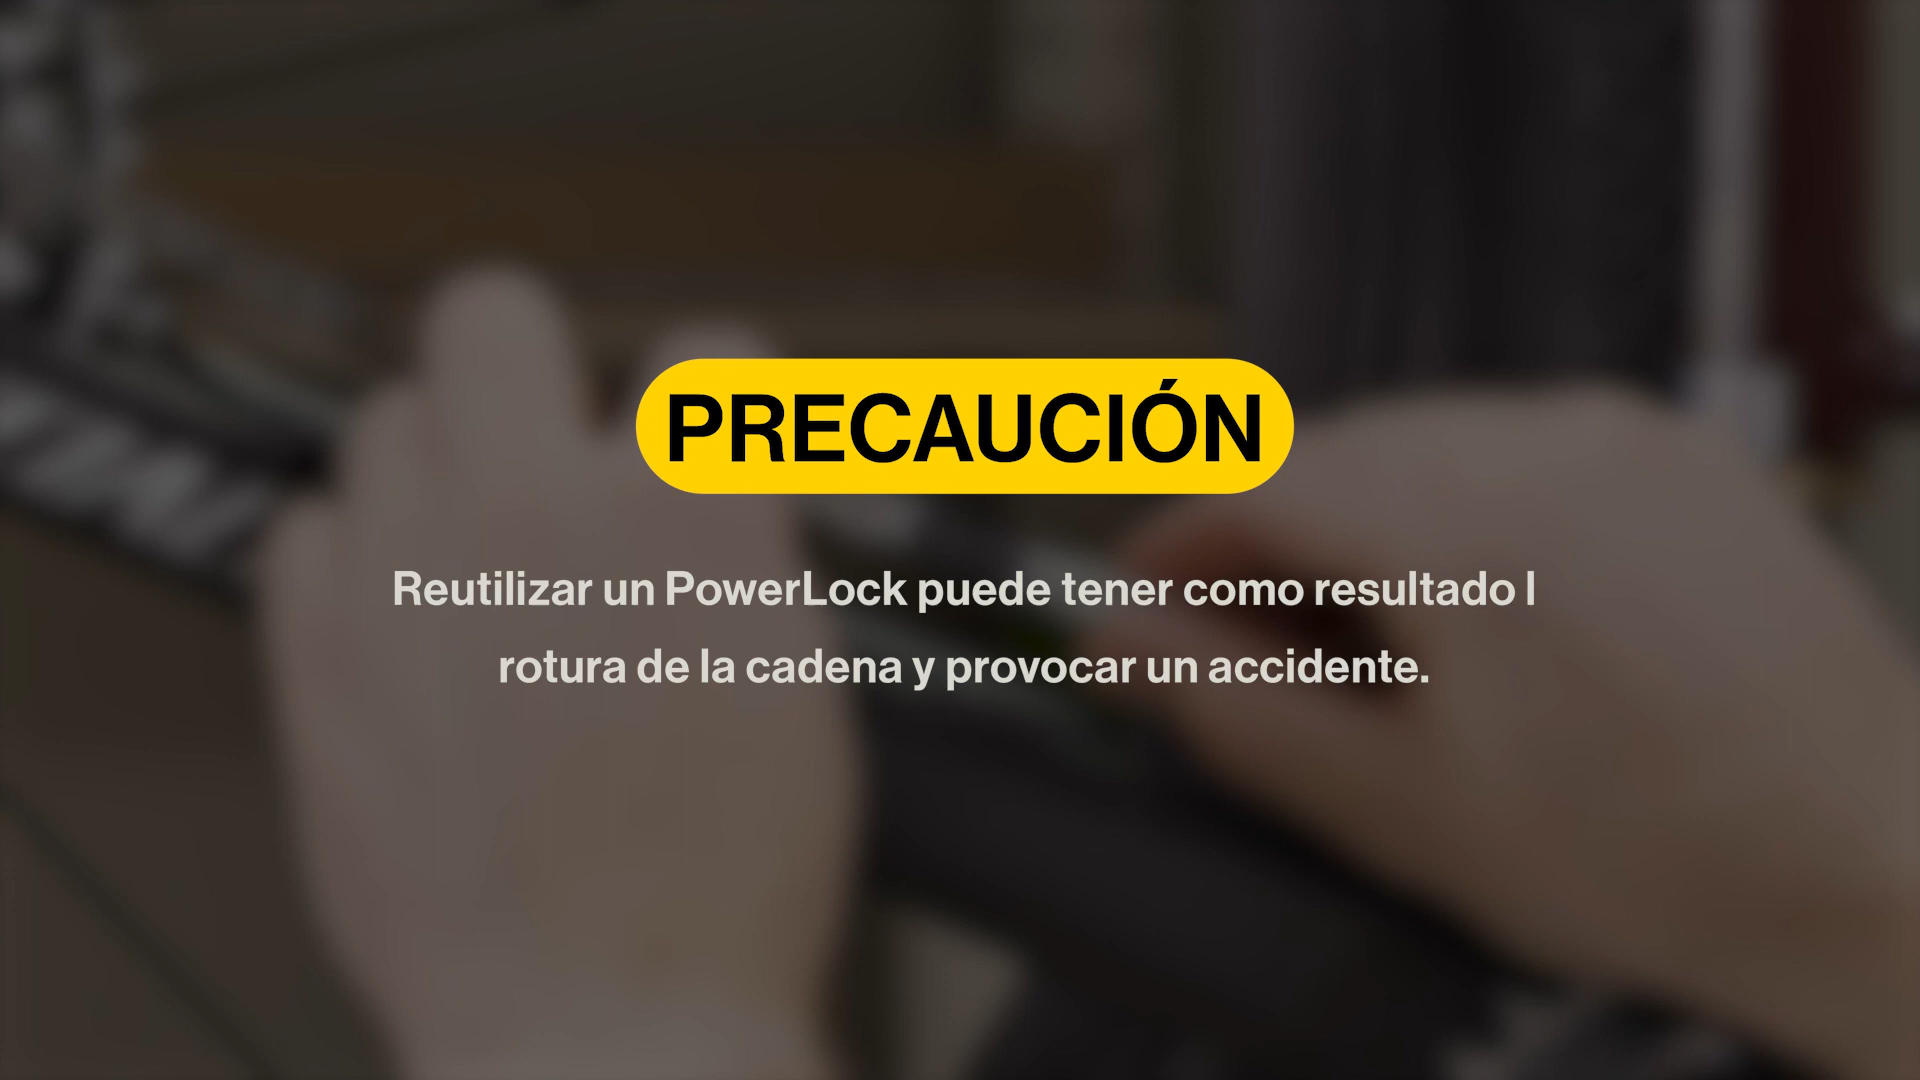 PRECAUCIÓN
Reutilizar un PowerLock puede tener como resultado l
rotura de la cadena y provocar un accidente.